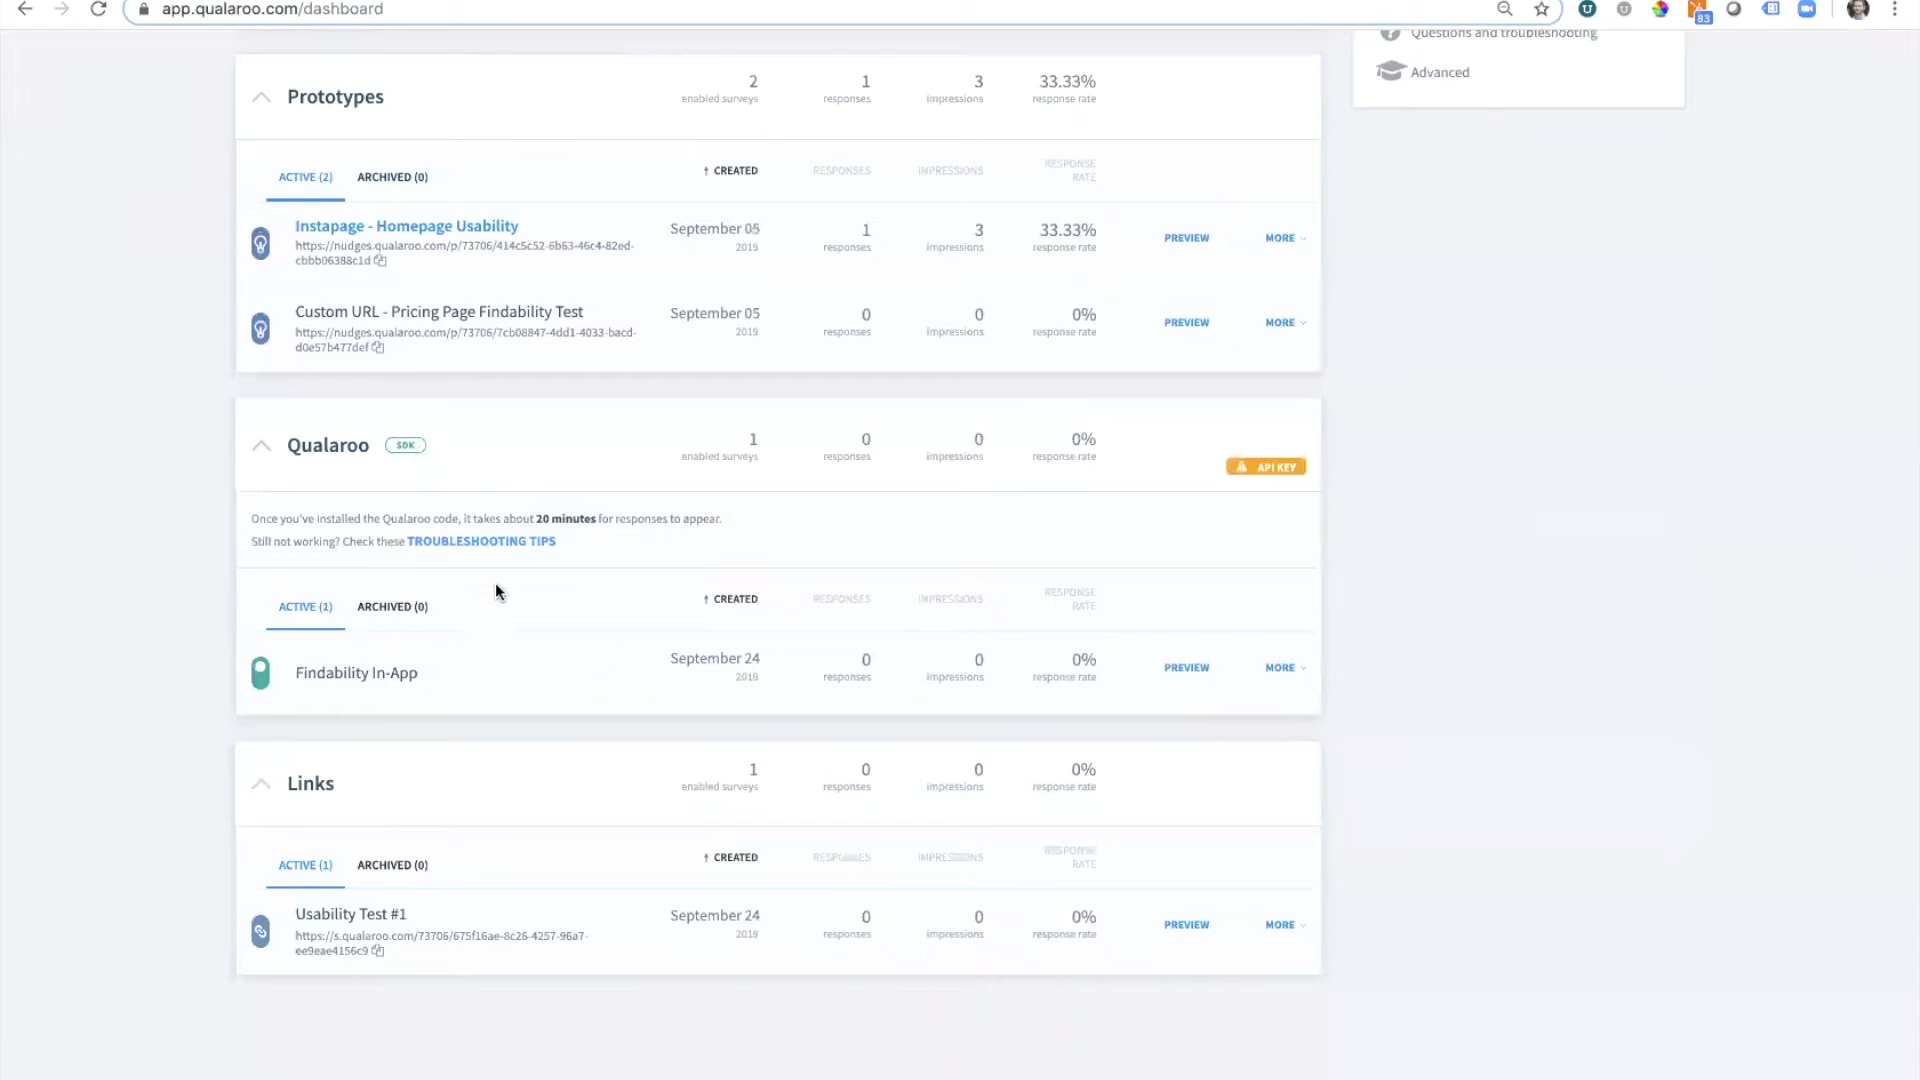 app.qualaroo.com/dashboard
83
Questions and troubleshooting
Advanced
Prototypes
2
enabled surveys
1
responses
3
impressions
33.33%
response rate
ACTIVE (2)
ARCHIVED (0)
↑ CREATED
RESPONSES
IMPRESSIONS
RESPONSE
RATE
Instapage - Homepage Usability
https://nudges.qualaroo.com/p/73706/414c5c52-6b63-46c4-82ed-
cbbb06388c1d
September 05
2019
1
responses
3
impressions
33.33%
response rate
PREVIEW
MORE
Custom URL - Pricing Page Findability Test
https://nudges.qualaroo.com/p/73706/7cb08847-4dd1-4033-bacd-
d0e57b477def
September 05
2019
0
responses
0
impressions
0%
response rate
PREVIEW
MORE
Qualaroo
SDK
1
enabled surveys
0
responses
0
impressions
0%
response rate
API KEY
Once you've installed the Qualaroo code, it takes about 20 minutes for responses to appear.
Still not working? Check these TROUBLESHOOTING TIPS
ACTIVE (1)
ARCHIVED (0)
↑ CREATED
RESPONSES
IMPRESSIONS
RESPONSE
RATE
Findability In-App
September 24
2019
0
responses
0
impressions
0%
response rate
PREVIEW
MORE
Links
1
enabled surveys
0
responses
0
impressions
0%
response rate
ACTIVE (1)
ARCHIVED (0)
↑ CREATED
RESPONSES
IMPRESSIONS
RESPONSE
RATE
Usability Test #1
https://s.qualaroo.com/73706/675f16ae-8c26-4257-96a7-
ee9eae4156c9
September 24
2019
0
responses
0
impressions
0%
response rate
PREVIEW
MORE